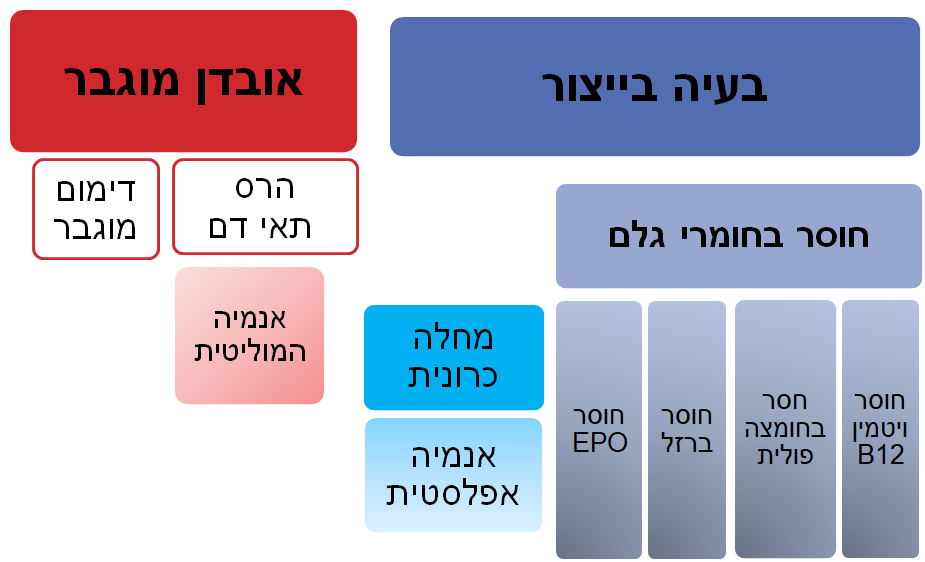 בעיה בייצור
אובדן מוגבר
הרס
תאי דם
דימום
מוגבר
חוסר בחומרי גלם
אנמיה
המוליטית
מחלה
כרונית
אנמיה
אפלסטית
חוסר
ויטמין
B12
חסר
בחומצה
פולית
חוסר
ברזל
חוסר
EPO